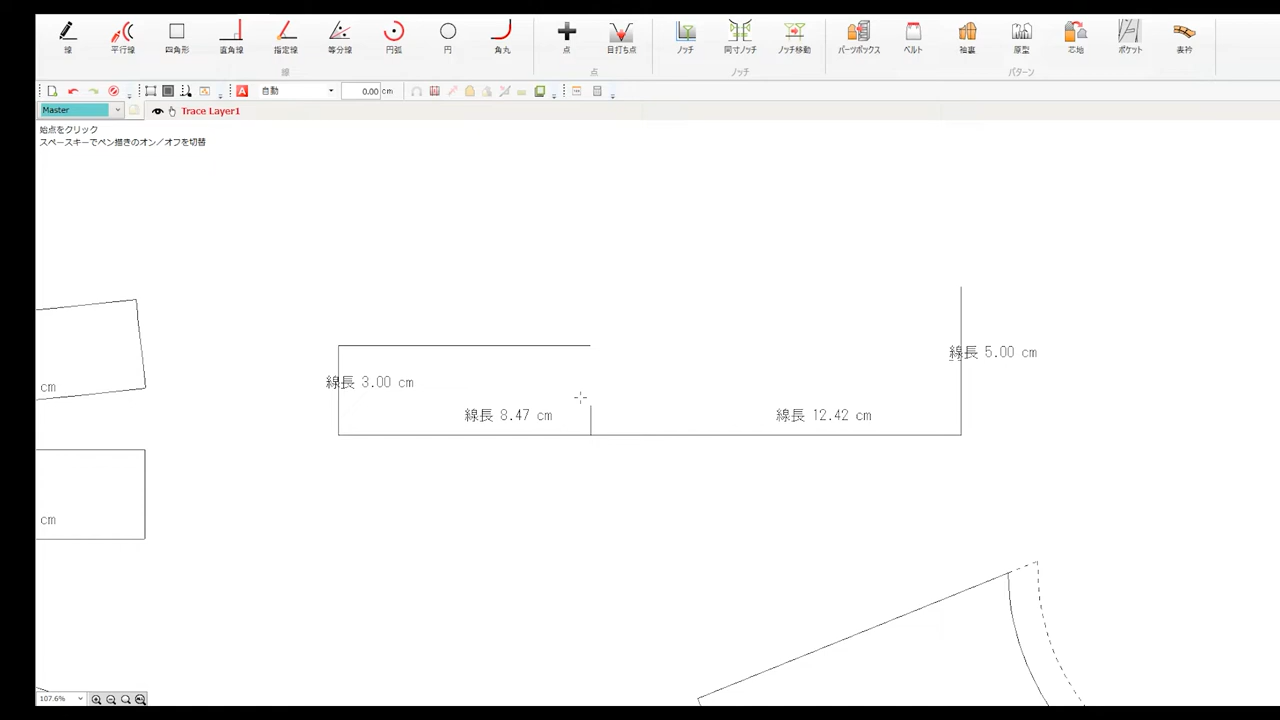 線 平行線 四角形 直角線 指定線 等分線 円弧 円 角丸 点 目打ち点 ノッチ 同寸ノッチ ノッチ移動 パーツボックス ベルト 袖裏 原型 芯地 ポケット 表衿
線 点 ノッチ パターン
A 自動 0.00 cm
Master Trace Layer1
始点をクリック
スペースキーでペン描きのオン／オフを切替
線長 5.00 cm
線長 3.00 cm
cm
線長 8.47 cm 線長 12.42 cm
cm
107.6%